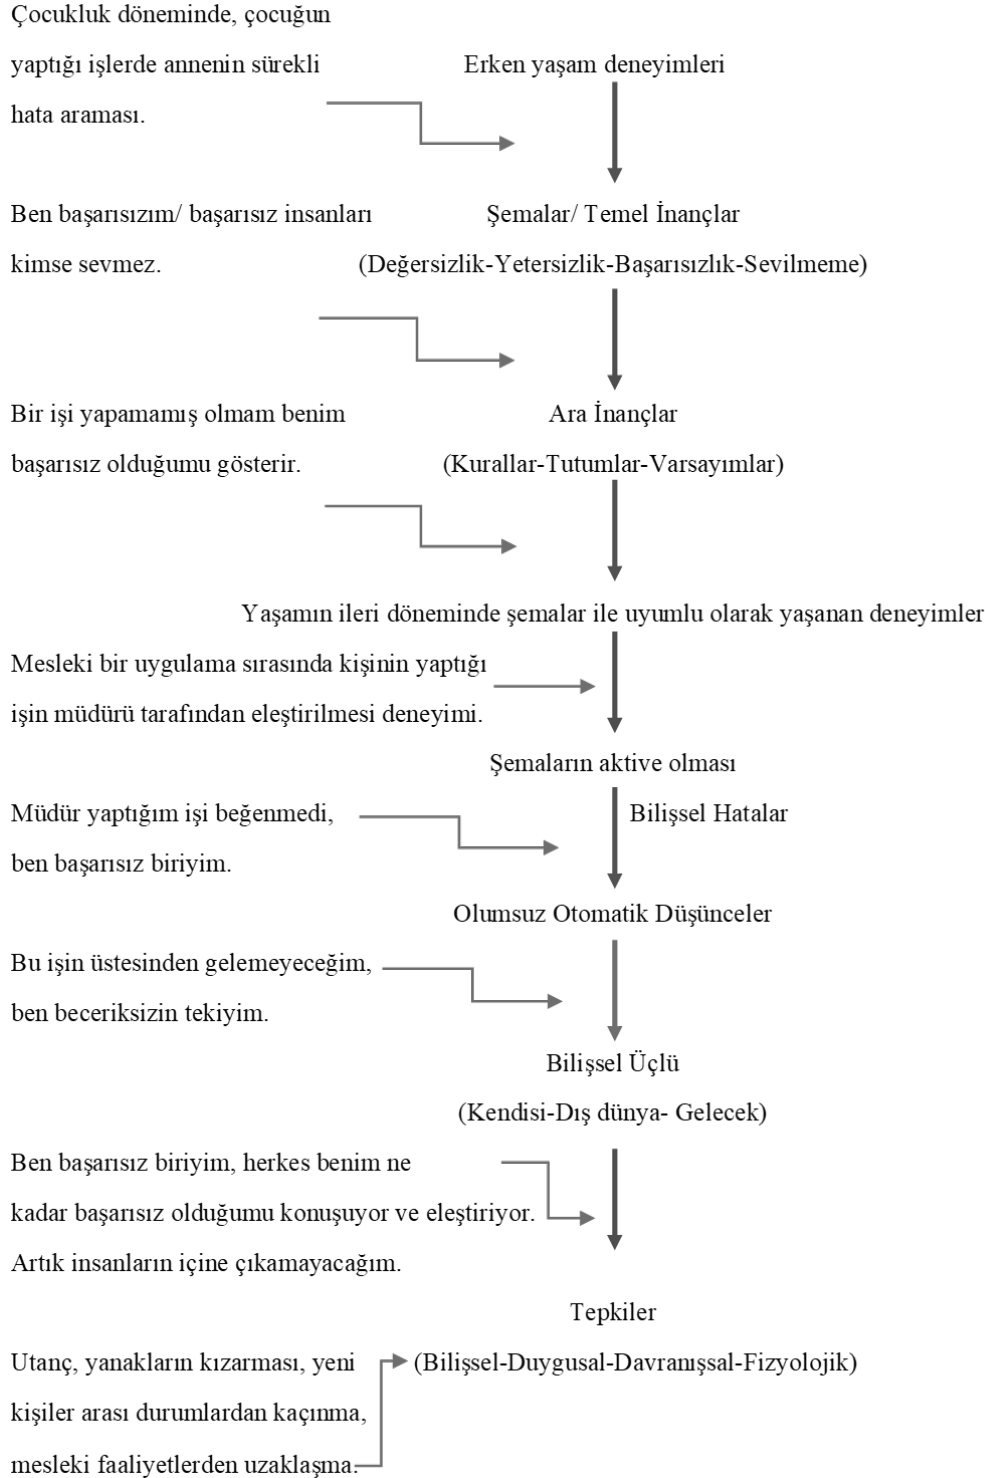 Çocukluk döneminde, çocuğun
yaptığı işlerde annenin sürekli
Erken yaşam deneyimleri
hata araması.
Ben başarısızım/ başarısız insanları
Şemalar/ Temel İnançlar
kimse sevmez.
(Değersizlik-Yetersizlik-Başarısızlık-Sevilmeme)
Bir işi yapamamış olmam benim
Ara İnançlar
başarısız olduğumu gösterir.
(Kurallar-Tutumlar-Varsayımlar)
Yaşamın ileri döneminde şemalar ile uyumlu olarak yaşanan deneyimler
Mesleki bir uygulama sırasında kişinin yaptığı
işin müdürü tarafından eleştirilmesi deneyimi.
Şemaların aktive olması
Müdür yaptığım işi beğenmedi,
Bilişsel Hatalar
ben başarısız biriyim.
Olumsuz Otomatik Düşünceler
Bu işin üstesinden gelemeyeceğim,
ben beceriksizin tekiyim.
Bilişsel Üçlü
(Kendisi-Dış dünya- Gelecek)
Ben başarısız biriyim, herkes benim ne
kadar başarısız olduğumu konuşuyor ve eleştiriyor.
Artık insanların içine çıkamayacağım.
Tepkiler
Utanç, yanakların kızarması, yeni
(Bilişsel-Duygusal-Davranışsal-Fizyolojik)
kişiler arası durumlardan kaçınma,
mesleki faaliyetlerden uzaklaşma.